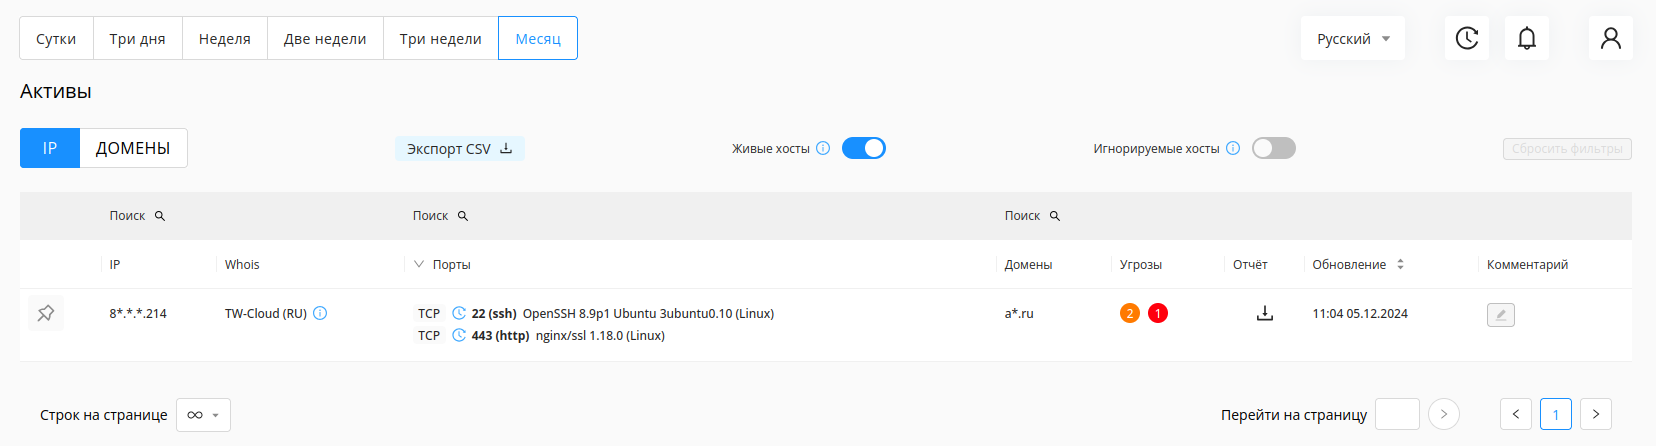 Сутки Три дня Неделя Две недели Три недели Месяц Русский
Активы
IP ДОМЕНЫ Экспорт CSV Живые хосты Игнорируемые хосты Сбросить фильтры
Поиск Поиск Поиск
IP Whois Порты Домены Угрозы Отчёт Обновление Комментарий
8*.*.*.214 TW-Cloud (RU) TCP 22 (ssh) OpenSSH 8.9p1 Ubuntu 3ubuntu0.10 (Linux) a*.ru 2 1 11:04 05.12.2024
TCP 443 (http) nginx/ssl 1.18.0 (Linux)
Строк на странице ∞ Перейти на страницу 1